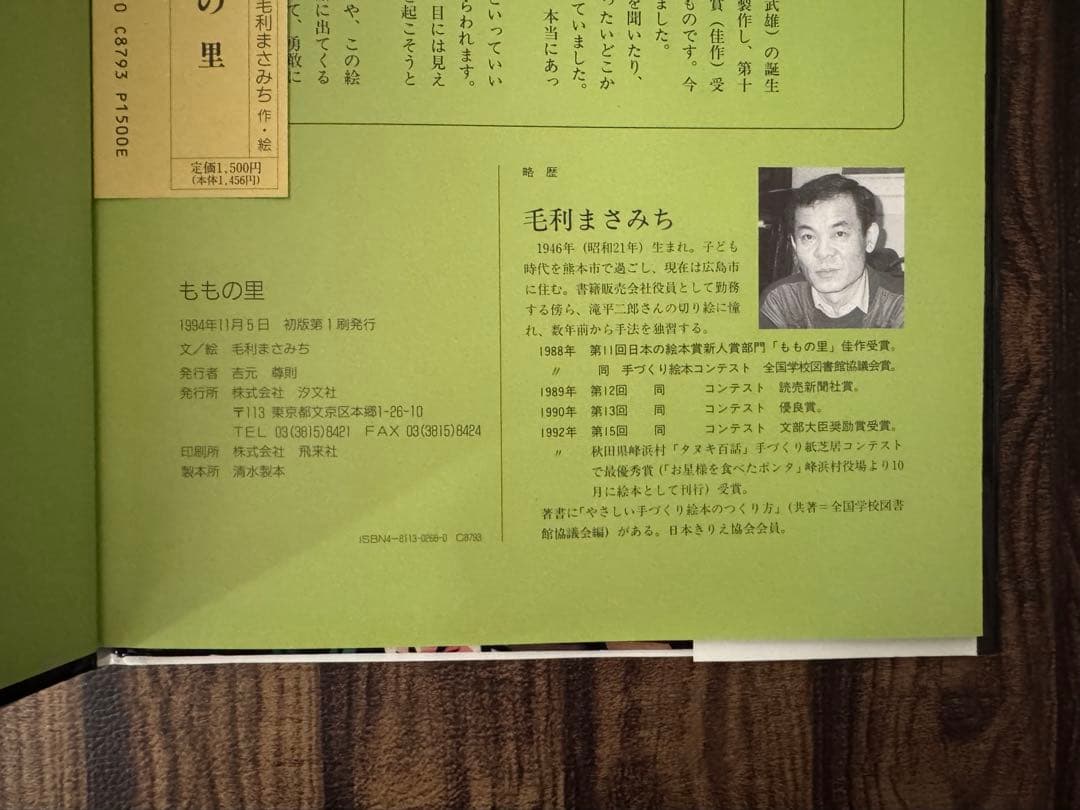 武雄）の誕生
製作し、第十
賞（佳作）受
ものです。今
ました。
を聞いたり、
ったいどこか
ていました。
本当にあっ
といっていい
らわれます。
目には見え
起こそうと
や、この絵
に出てくる
て、勇敢に
の里
毛利まさみち 作・絵
定価1,500円
（本体1,456円）
0 C8793 P1500E
ももの里
1994年11月5日 初版第1刷発行
文／絵 毛利まさみち
発行者 吉元 尊則
発行所 株式会社 汐文社
〒113 東京都文京区本郷1-26-10
TEL 03(3815)8421 FAX 03(3815)8424
印刷所 株式会社 飛来社
製本所 清水製本
ISBN4-8113-0266-0 C8793
略 歴
毛利まさみち
1946年（昭和21年）生まれ。子ども
時代を熊本市で過ごし、現在は広島市
に住む。書籍販売会社役員として勤務
する傍ら、滝平二郎さんの切り絵に憧
れ、数年前から手法を独習する。
1988年 第11回日本の絵本賞新人賞部門「ももの里」佳作受賞。
〃 同 手づくり絵本コンテスト 全国学校図書館協議会賞。
1989年 第12回 同 コンテスト 読売新聞社賞。
1990年 第13回 同 コンテスト 優良賞。
1992年 第15回 同 コンテスト 文部大臣奨励賞受賞。
〃 秋田県峰浜村「タヌキ百話」手づくり紙芝居コンテスト
で最優秀賞（「お星様を食べたポンタ」峰浜村役場より10
月に絵本として刊行）受賞。
著書に「やさしい手づくり絵本のつくり方」（共著＝全国学校図書
館協議会編）がある。日本きりえ協会会員。